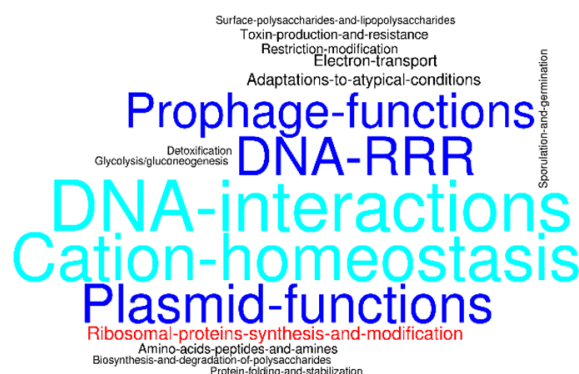 Surface-polysaccharides-and-lipopolysaccharides
Toxin-production-and-resistance
Restriction-modification
Electron-transport
Adaptations-to-atypical-conditions
Sporulation-and-germination
Prophage-functions
Detoxification
DNA-RRR
Glycolysis/gluconeogenesis
DNA-interactions
Cation-homeostasis
Plasmid-functions
Ribosomal-proteins-synthesis-and-modification
Amino-acids-peptides-and-amines
Biosynthesis-and-degradation-of-polysaccharides
Protein-folding-and-stabilization